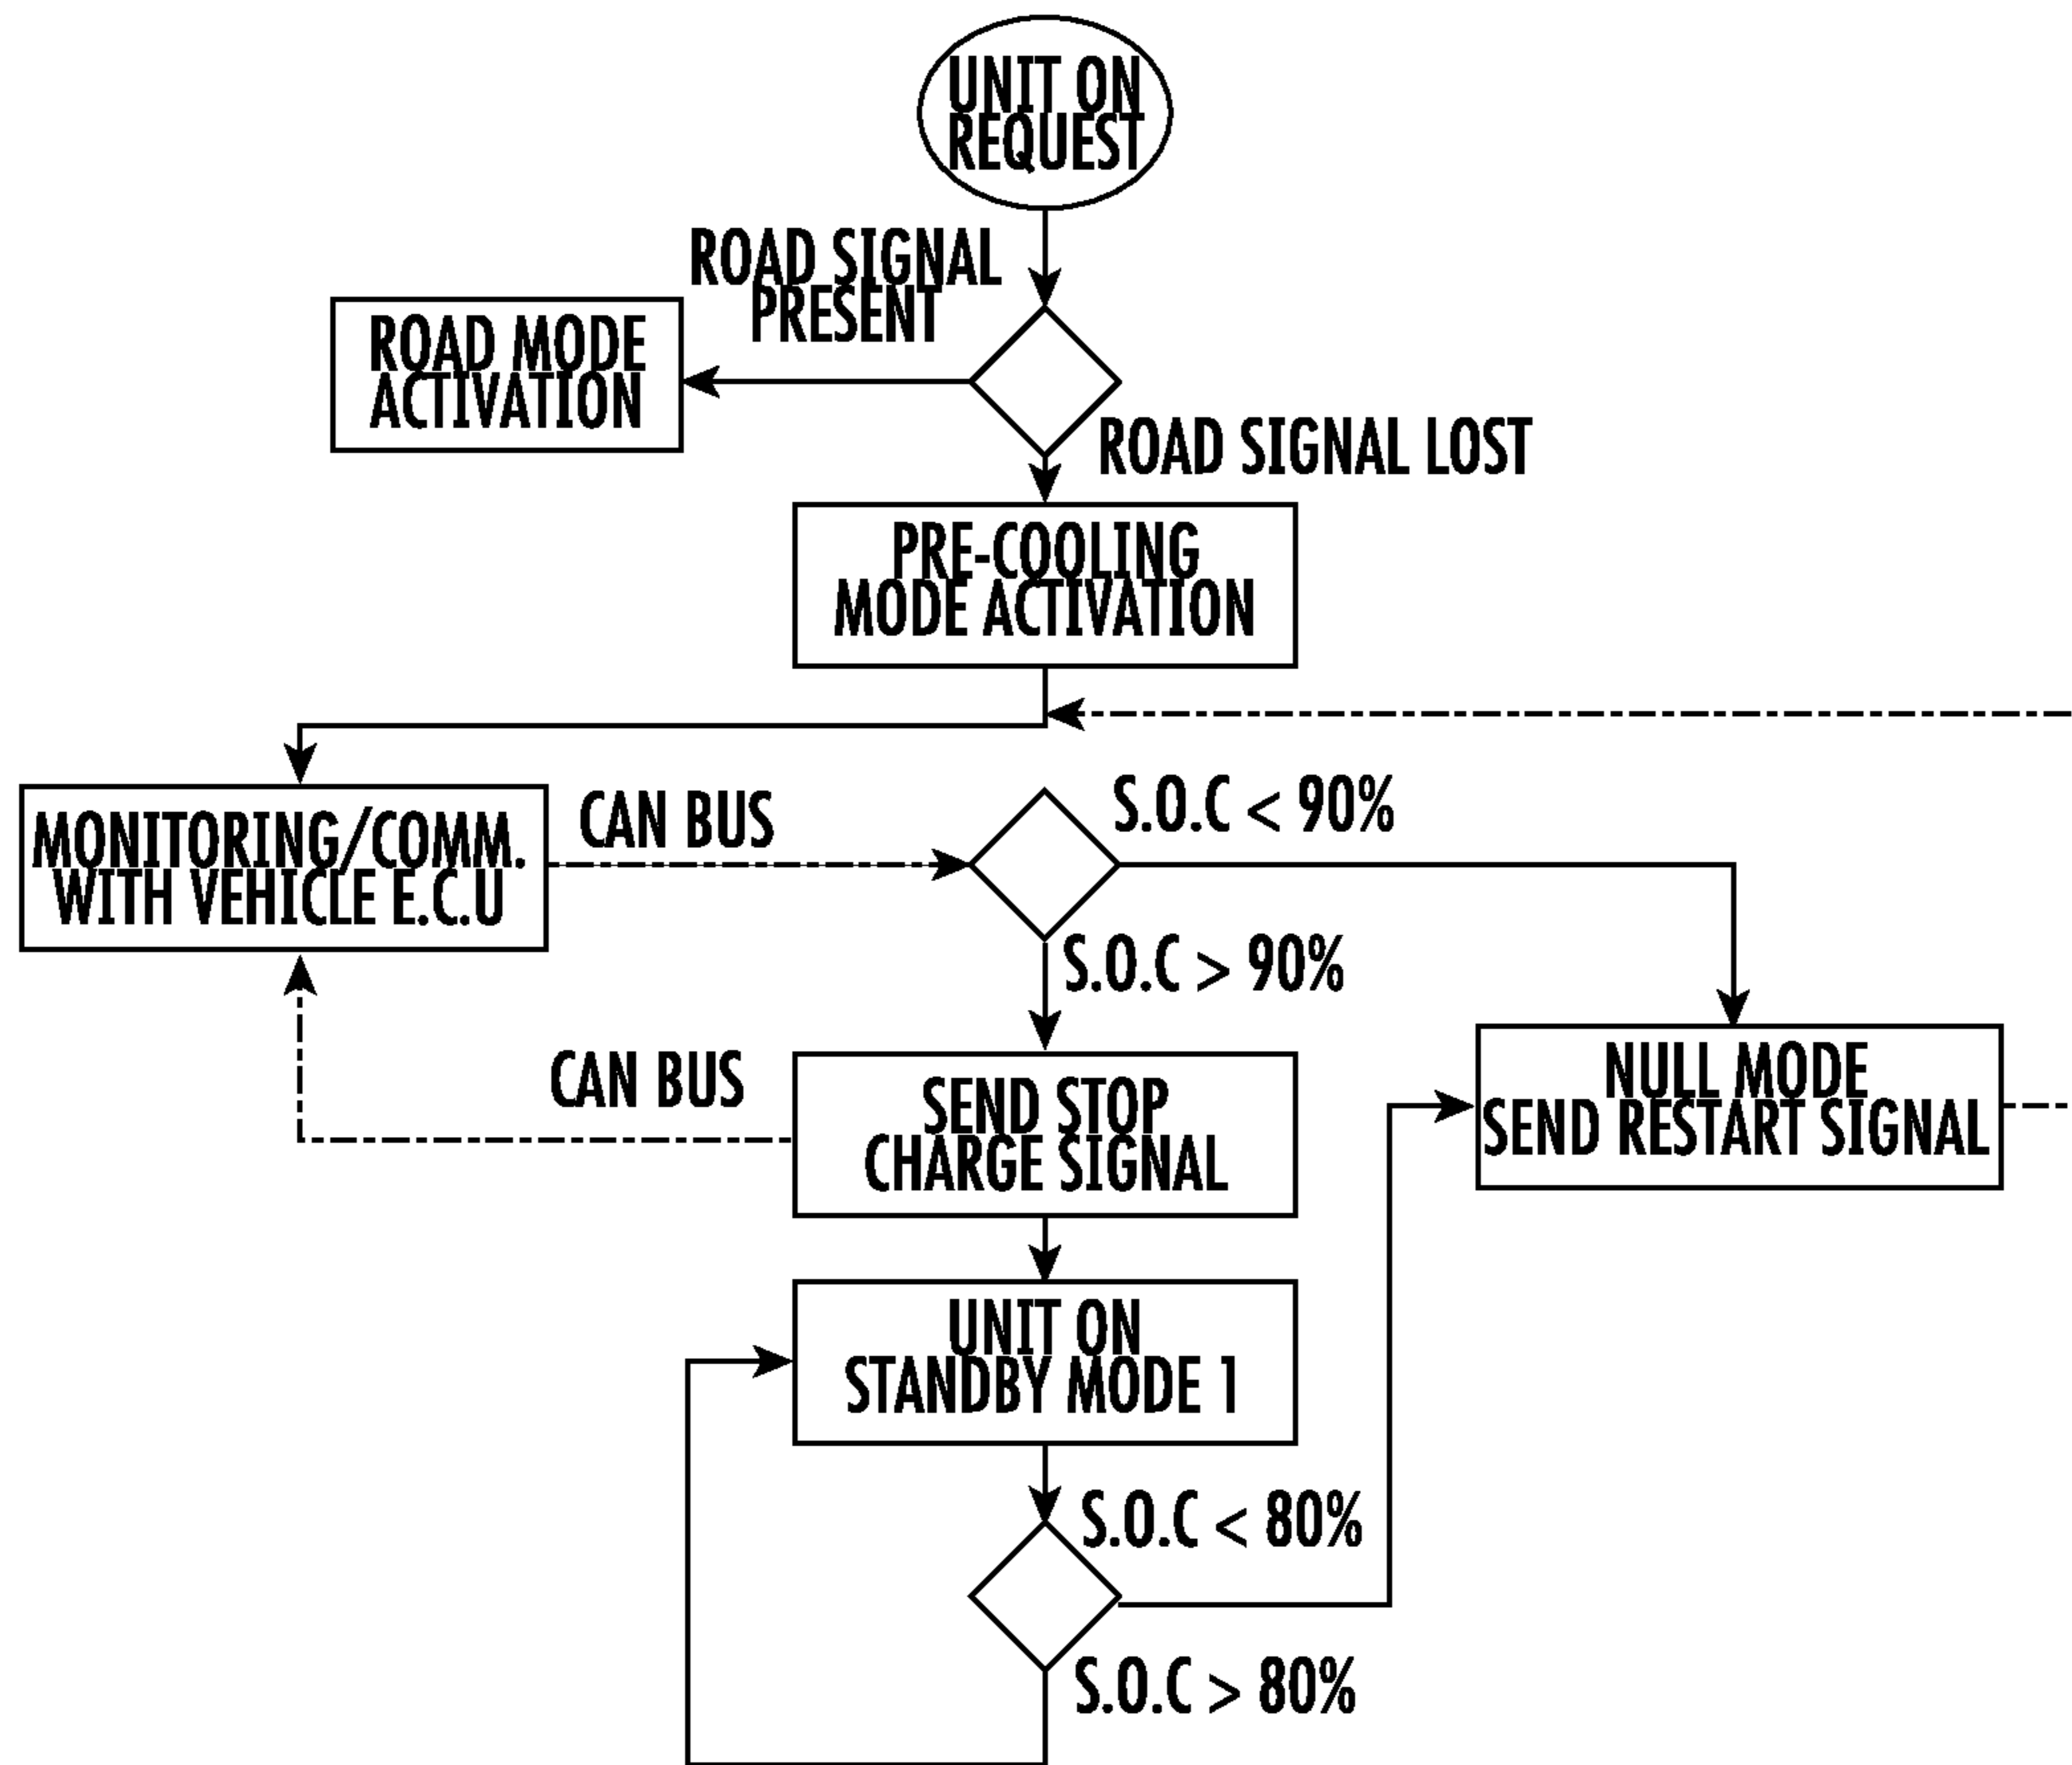 UNIT ON
REQUEST
ROAD SIGNAL
PRESENT
ROAD MODE
ACTIVATION
ROAD SIGNAL LOST
PRE-COOLING
MODE ACTIVATION
MONITORING/COMM.
WITH VEHICLE E.C.U
CAN BUS
S.O.C < 90%
S.O.C > 90%
CAN BUS
SEND STOP
CHARGE SIGNAL
NULL MODE
SEND RESTART SIGNAL
UNIT ON
STANDBY MODE 1
S.O.C < 80%
S.O.C > 80%